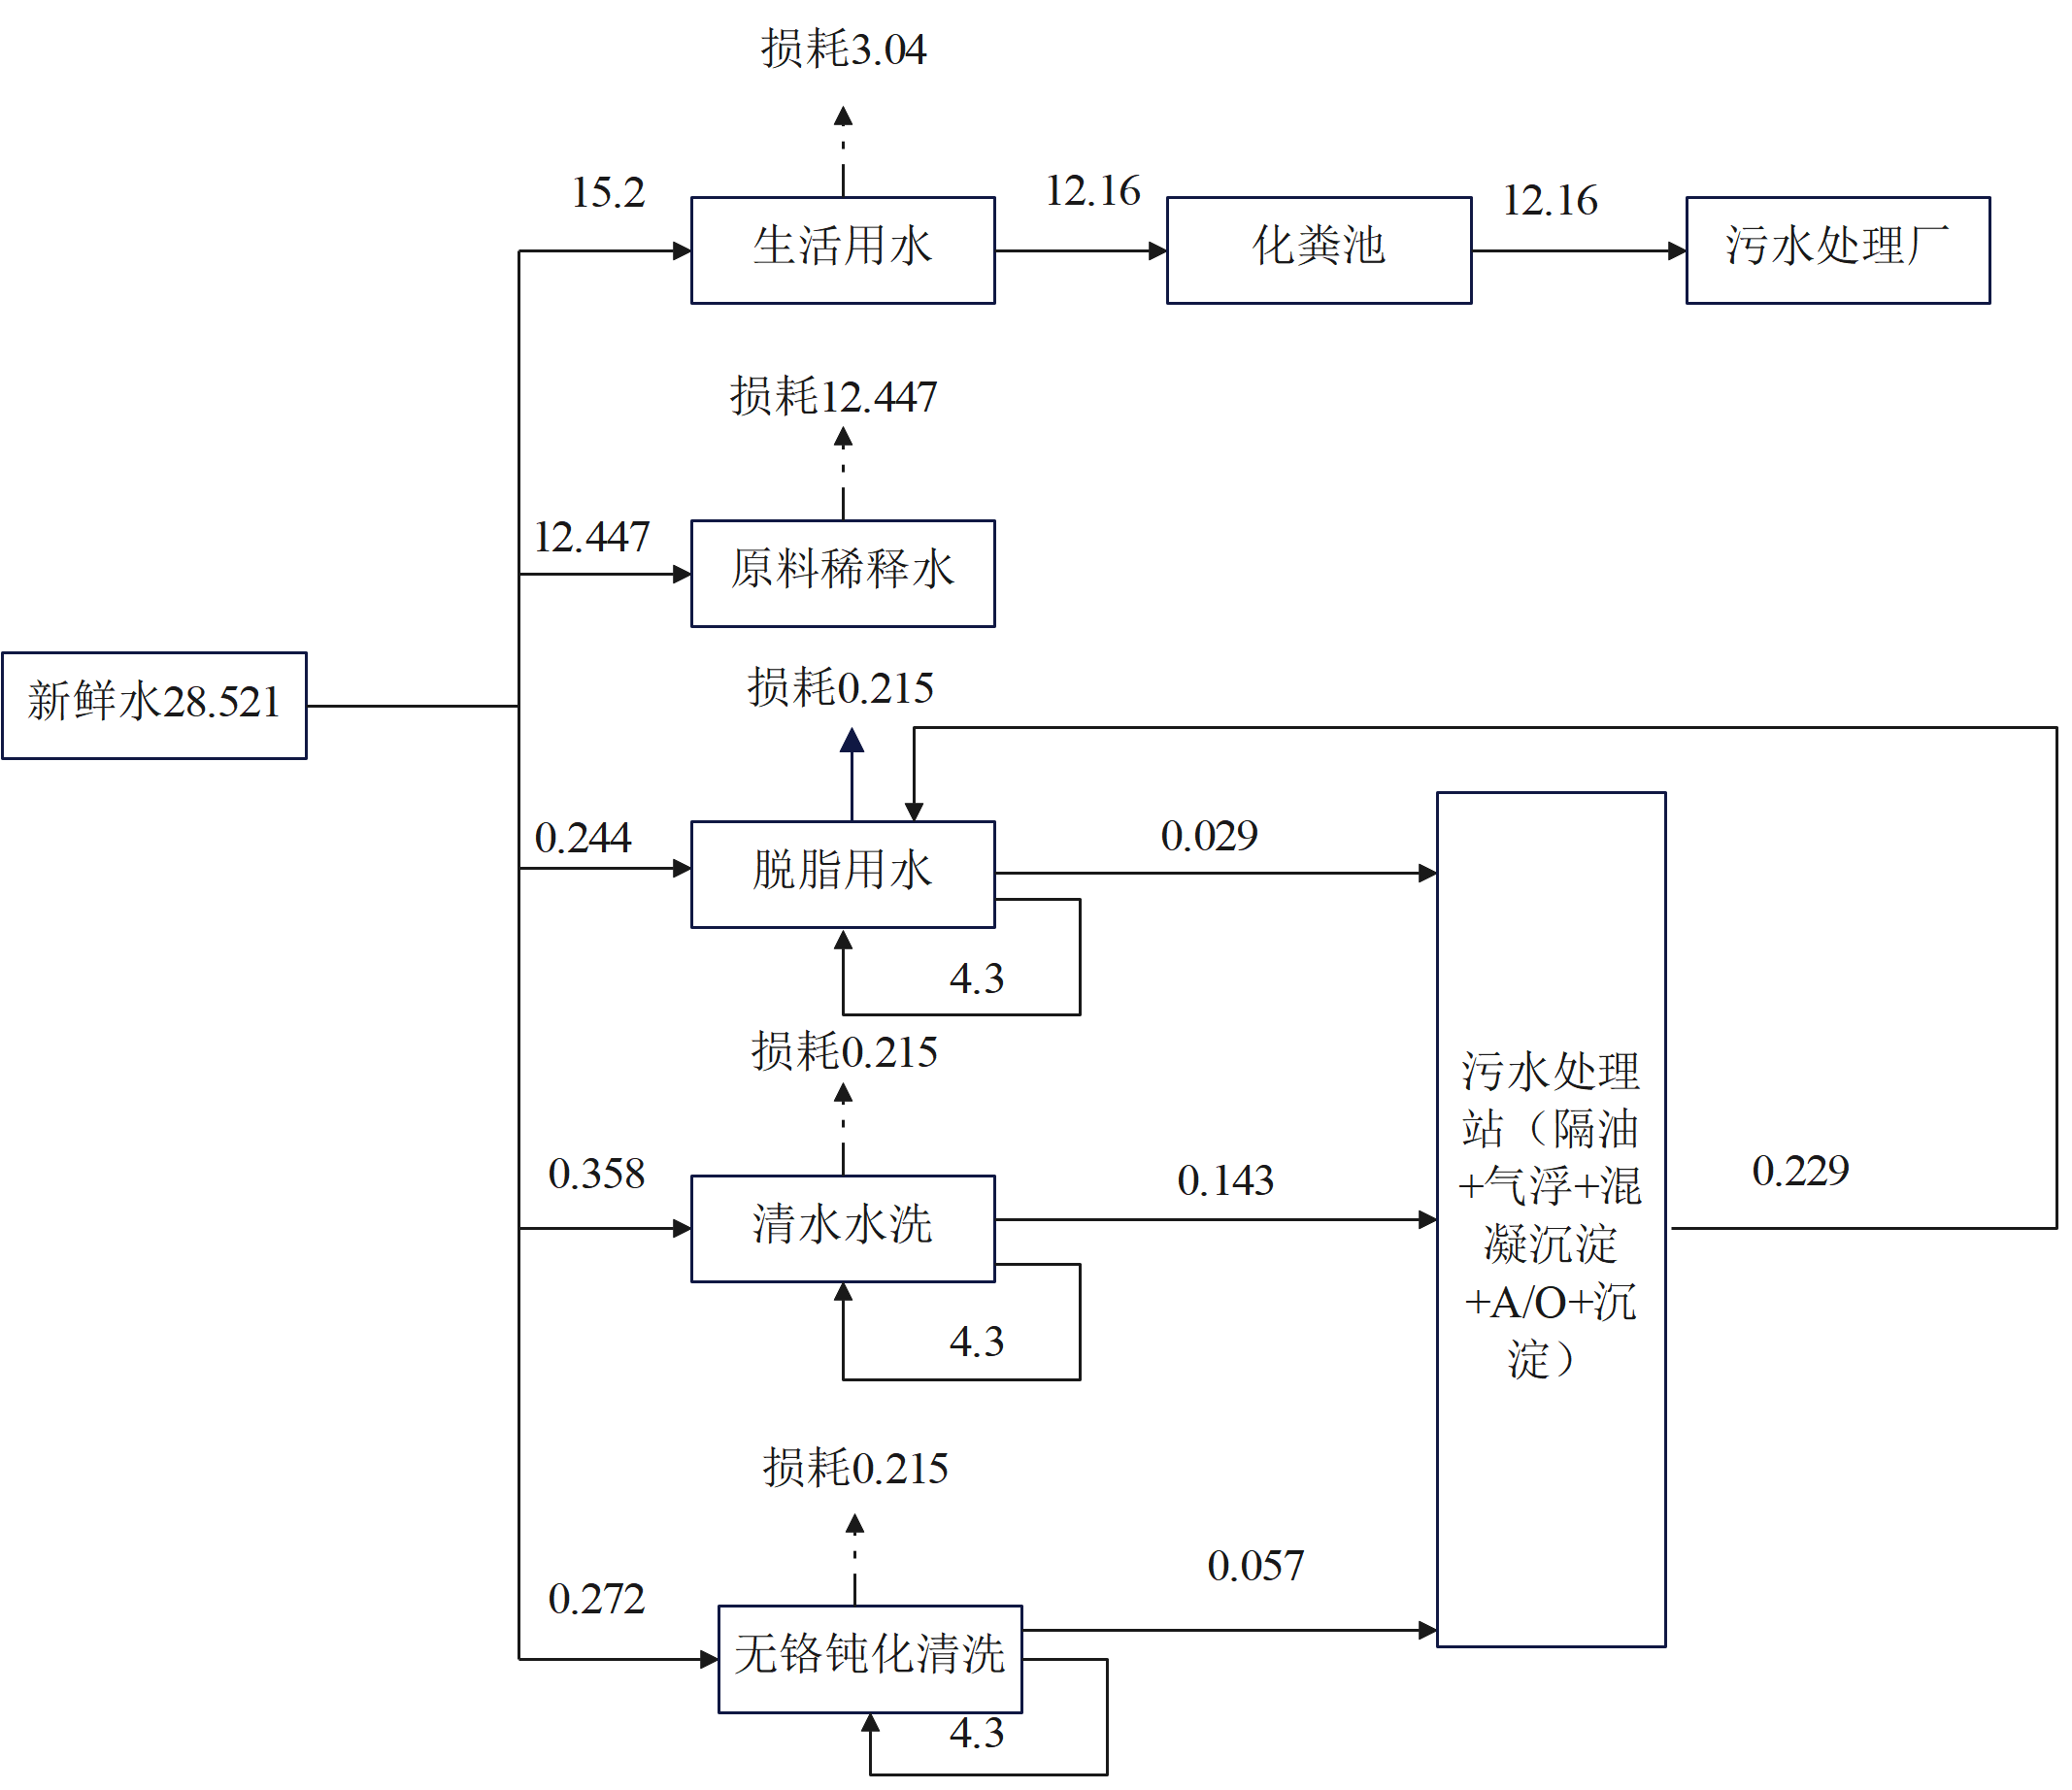 损耗3.04
15.2
生活用水
12.16
化粪池
12.16
污水处理厂
损耗12.447
12.447
原料稀释水
新鲜水28.521
损耗0.215
0.244
脱脂用水
0.029
4.3
损耗0.215
0.358
清水水洗
0.143
4.3
污水处理
站（隔油
+气浮+混
凝沉淀
+A/O+沉
淀）
0.229
损耗0.215
0.272
无铬钝化清洗
0.057
4.3